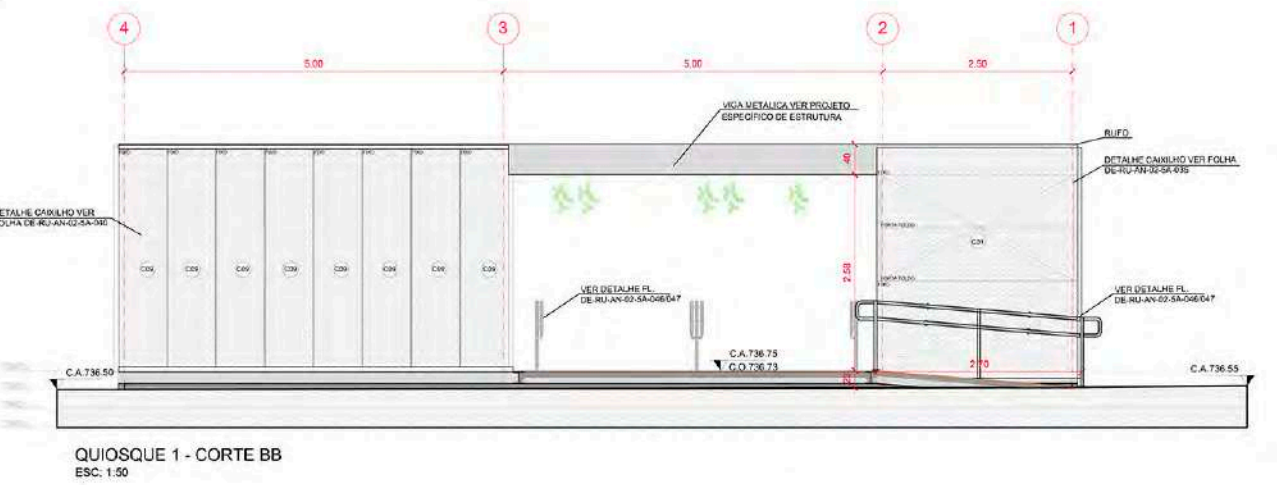 4
3
2
1
5.00
5.00
2.50
VIGA METALICA VER PROJETO
ESPECÍFICO DE ESTRUTURA
RUFO
40
DETALHE CAIXILHO VER FOLHA
DE-RU-AN-02-5A-035
ETALHE CAIXILHO VER
OLHA DE-RU-AN-02-5A-040
C09
C09
C09
C09
C09
C09
C09
C09
2.58
VER DETALHE FL.
DE-RU-AN-02-5A-046/047
VER DETALHE FL.
DE-RU-AN-02-5A-046/047
C.A.736.75
C.O.736.73
C.A.736.50
2.70
C.A.736.55
QUIOSQUE 1 - CORTE BB
ESC: 1:50